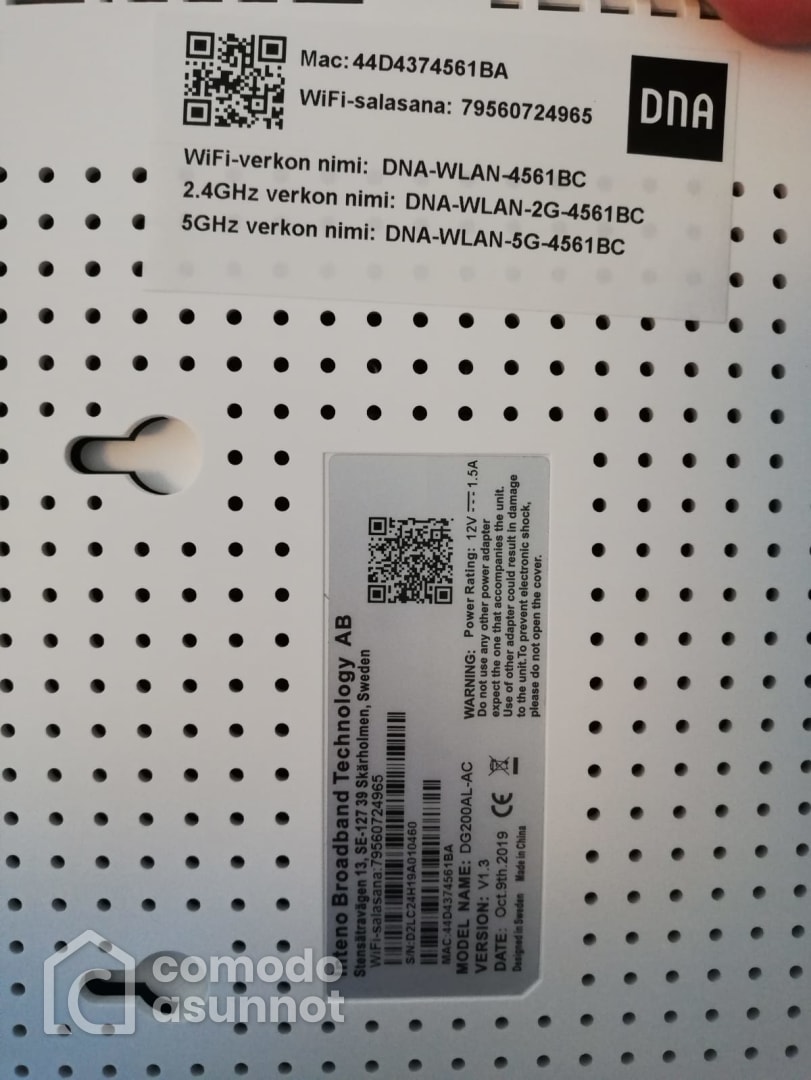 Mac: 44D4374561BA
WiFi-salasana: 79560724965
DNA
WiFi-verkon nimi: DNA-WLAN-4561BC
2.4GHz verkon nimi: DNA-WLAN-2G-4561BC
5GHz verkon nimi: DNA-WLAN-5G-4561BC
Inteno Broadband Technology AB
Stensätravägen 13, SE-127 39 Skärholmen, Sweden
WiFi-salasana:79560724965
S/N:D2LC24H19A010460
MAC:44D4374561BA
MODEL NAME: DG200AL-AC
VERSION: V1.3
DATE: Oct.9th.2019
Designed in Sweden Made in China
CE
WARNING: Power Rating: 12V 1.5A
Do not use any other power adapter
expect the one that accompanies the unit.
Use of other adapter could result in damage
to the unit.To prevent electronic shock,
please do not open the cover.
comodo
asunnot